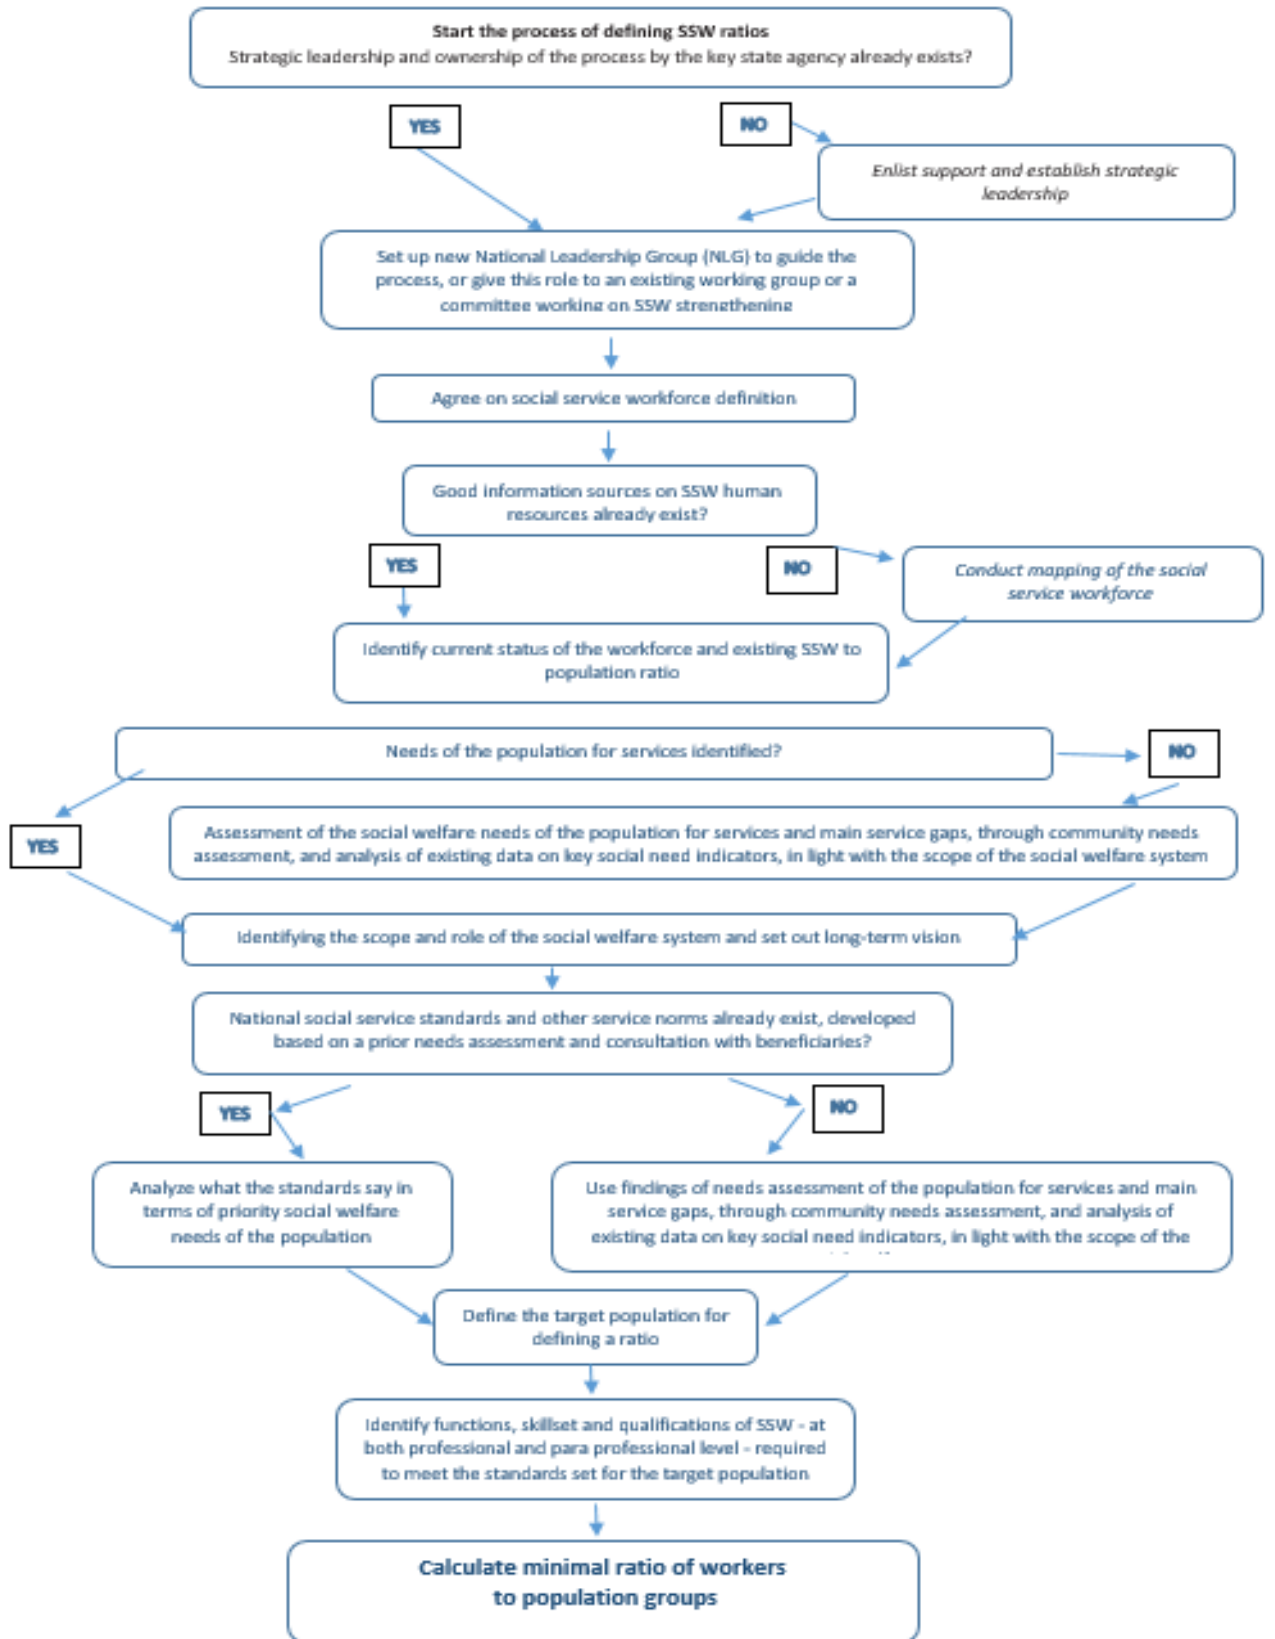 Start the process of defining SSW ratios
Strategic leadership and ownership of the process by the key state agency already exists?
YES
NO
Enlist support and establish strategic
leadership
Set up new National Leadership Group (NLG) to guide the
process, or give this role to an existing working group or a
committee working on SSW strengthening
Agree on social service workforce definition
Good information sources on SSW human
resources already exist?
YES
NO
Conduct mapping of the social
service workforce
Identify current status of the workforce and existing SSW to
population ratio
Needs of the population for services identified?
NO
YES
Assessment of the social welfare needs of the population for services and main service gaps, through community needs
assessment, and analysis of existing data on key social need indicators, in light with the scope of the social welfare system
Identifying the scope and role of the social welfare system and set out long-term vision
National social service standards and other service norms already exist, developed
based on a prior needs assessment and consultation with beneficiaries?
YES
NO
Analyze what the standards say in
terms of priority social welfare
needs of the population
Use findings of needs assessment of the population for services and main
service gaps, through community needs assessment, and analysis of
existing data on key social need indicators, in light with the scope of the
Define the target population for
defining a ratio
Identify functions, skillset and qualifications of SSW - at
both professional and para professional level - required
to meet the standards set for the target population
Calculate minimal ratio of workers
to population groups